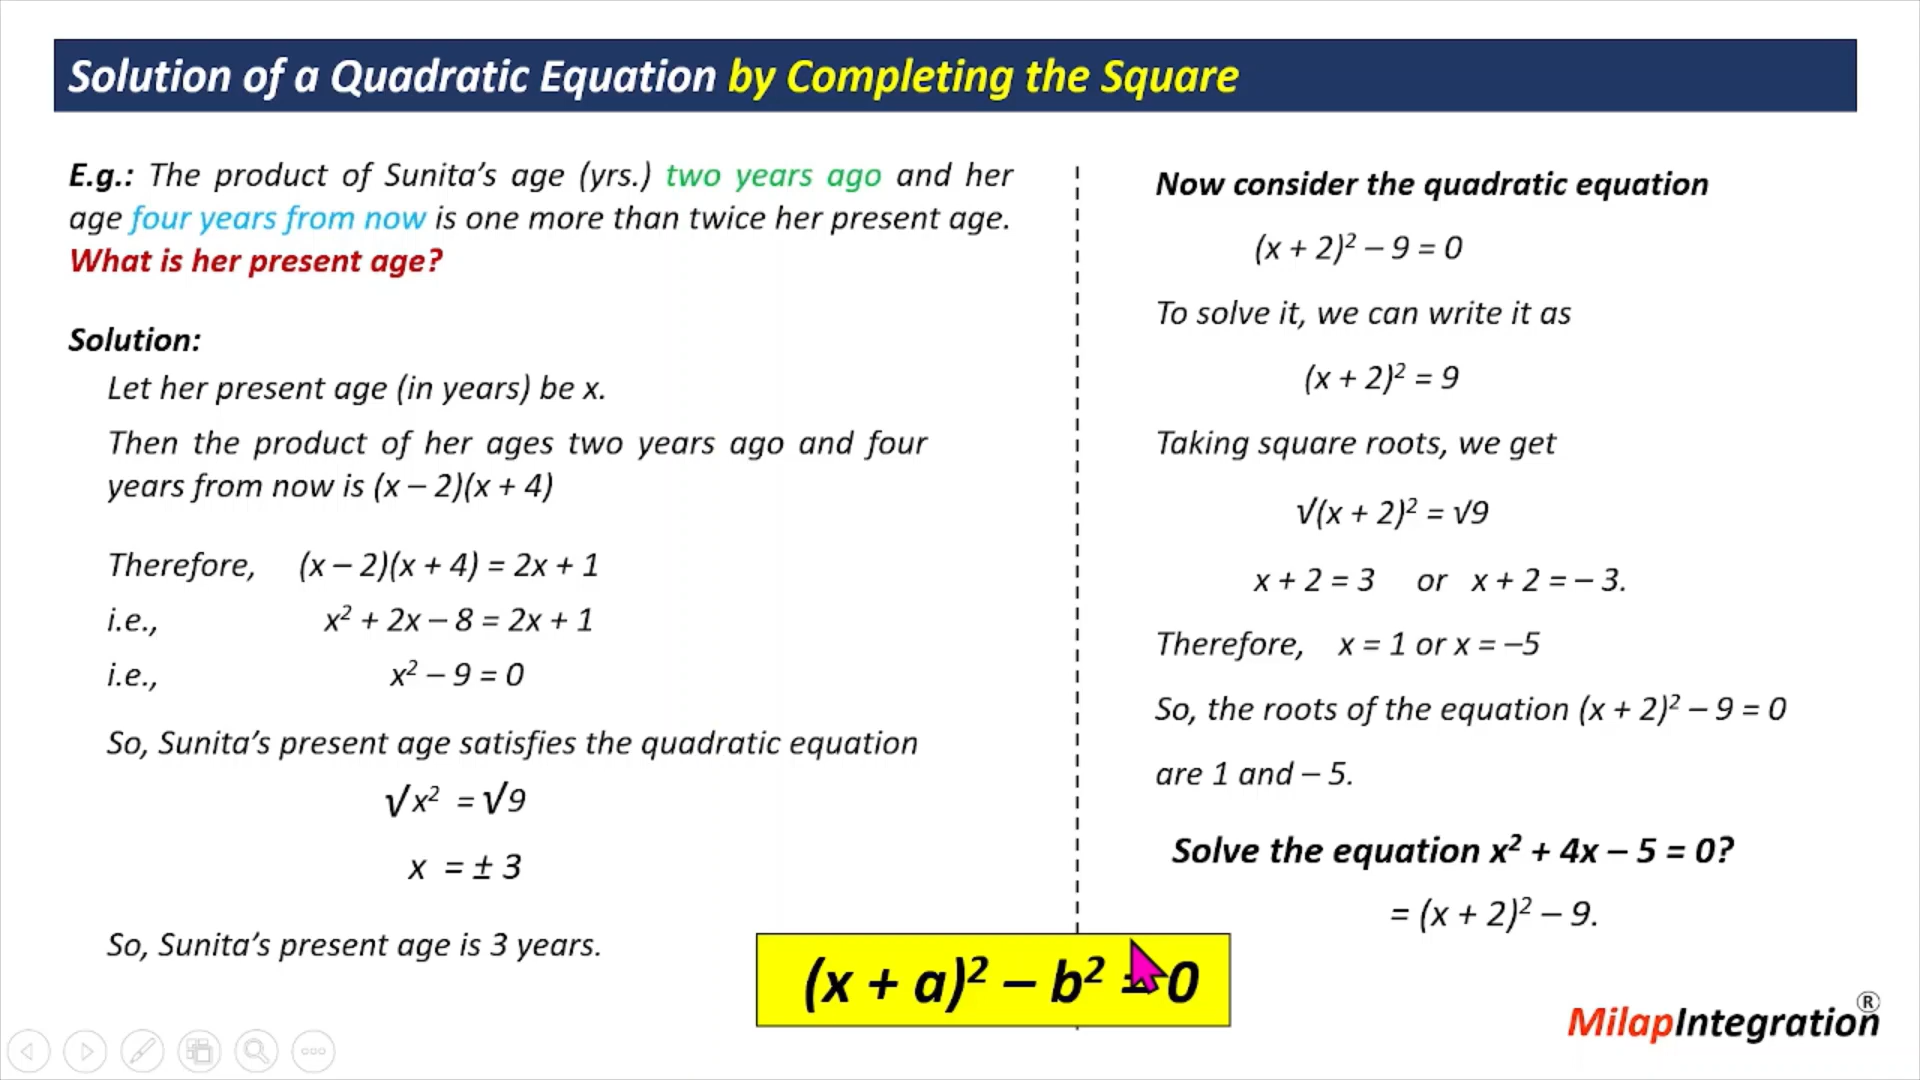 Solution of a Quadratic Equation by Completing the Square
E.g.: The product of Sunita's age (yrs.) two years ago and her
age four years from now is one more than twice her present age.
What is her present age?
Solution:
Let her present age (in years) be x.
Then the product of her ages two years ago and four
years from now is (x – 2)(x + 4)
Therefore, (x – 2)(x + 4) = 2x + 1
i.e., x² + 2x – 8 = 2x + 1
i.e., x² – 9 = 0
So, Sunita's present age satisfies the quadratic equation
√x² = √9
x = ± 3
So, Sunita's present age is 3 years.
Now consider the quadratic equation
(x + 2)² – 9 = 0
To solve it, we can write it as
(x + 2)² = 9
Taking square roots, we get
√(x + 2)² = √9
x + 2 = 3 or x + 2 = – 3.
Therefore, x = 1 or x = –5
So, the roots of the equation (x + 2)² – 9 = 0
are 1 and – 5.
Solve the equation x² + 4x – 5 = 0?
= (x + 2)² – 9.
(x + a)² – b² = 0
MilapIntegration®